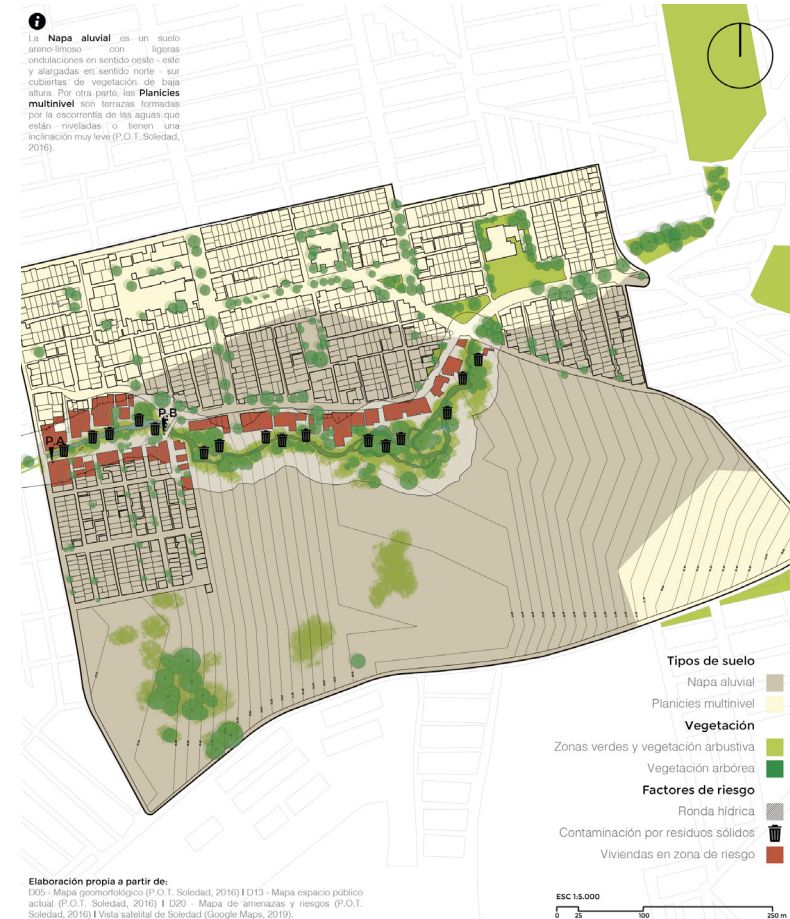 La Napa aluvial es un suelo
areno-limoso con ligeras
ondulaciones en sentido oeste - este
y alargadas en sentido norte - sur
cubiertas de vegetación de baja
altura. Por otra parte, las Planicies
multinivel son terrazas formadas
por la escorrentía de las aguas que
están niveladas o tienen una
inclinación muy leve (P.O.T. Soledad,
2016).
P.B
P.A
Tipos de suelo
Napa aluvial
Planicies multinivel
Vegetación
Zonas verdes y vegetación arbustiva
Vegetación arbórea
Factores de riesgo
Ronda hídrica
Contaminación por residuos sólidos
Viviendas en zona de riesgo
Elaboración propia a partir de:
D05 - Mapa geomorfológico (P.O.T. Soledad, 2016) I D13 - Mapa espacio público
actual (P.O.T. Soledad, 2016) I D20 - Mapa de amenazas y riesgos (P.O.T.
Soledad, 2016) I Vista satelital de Soledad (Google Maps, 2019).
ESC 1:5.000
0 25 100 250 m